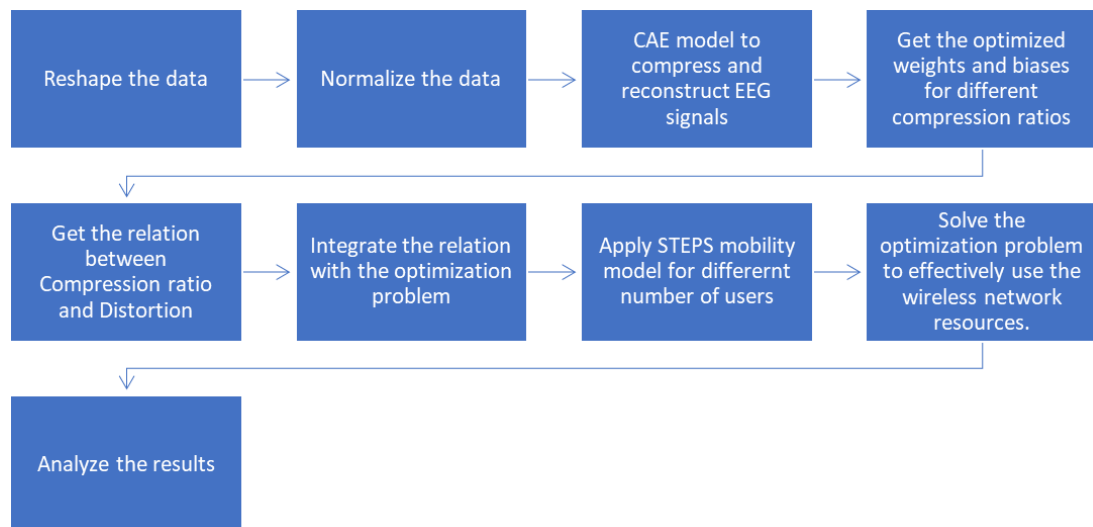 Reshape the data
Normalize the data
CAE model to
compress and
reconstruct EEG
signals
Get the optimized
weights and biases
for different
compression ratios
Get the relation
between
Compression ratio
and Distortion
Integrate the relation
with the optimization
problem
Apply STEPS mobility
model for differernt
number of users
Solve the
optimization problem
to effectively use the
wireless network
resources.
Analyze the results